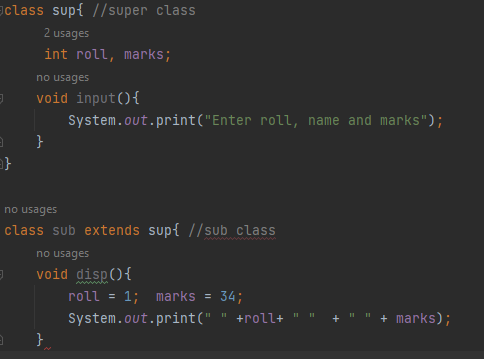 class sup{ //super class
2 usages
int roll, marks;
no usages
void input(){
System.out.print("Enter roll, name and marks");
}
}
no usages
class sub extends sup{ //sub class
no usages
void disp(){
roll = 1;  marks = 34;
System.out.print(" " +roll+ " "  + " " + marks);
}